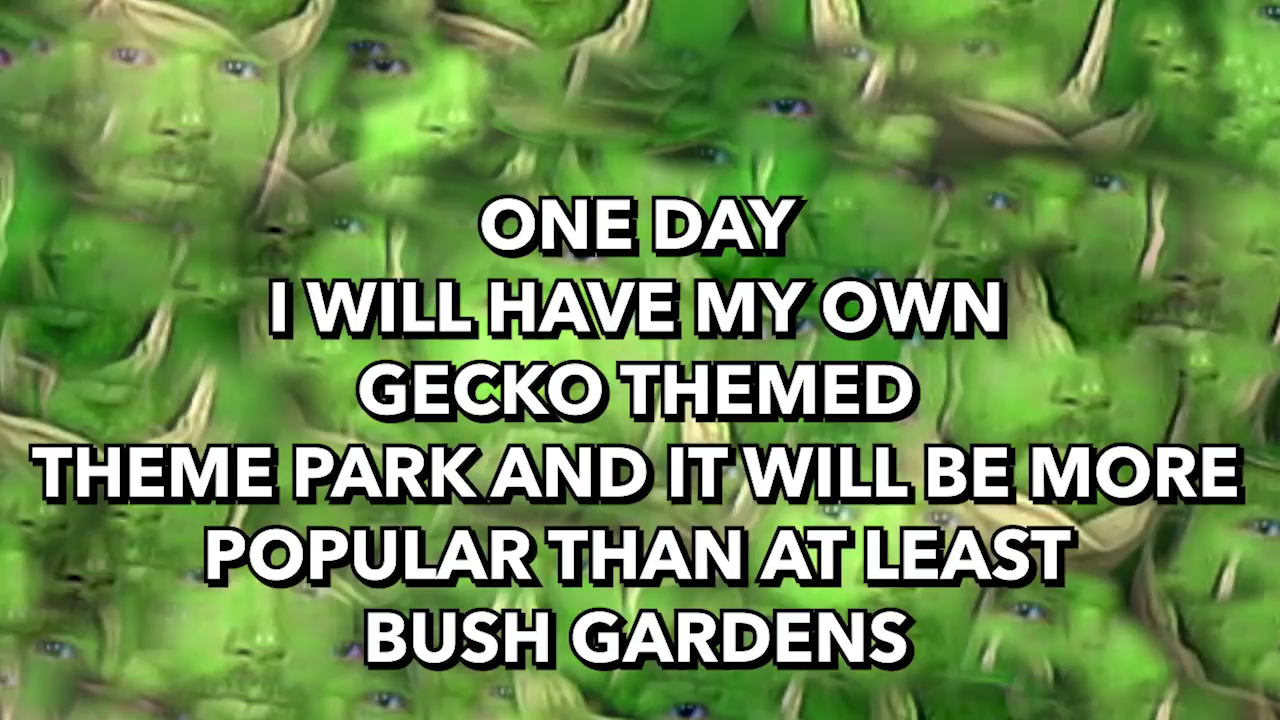 ONE DAY
I WILL HAVE MY OWN
GECKO THEMED
THEME PARK AND IT WILL BE MORE
POPULAR THAN AT LEAST
BUSH GARDENS